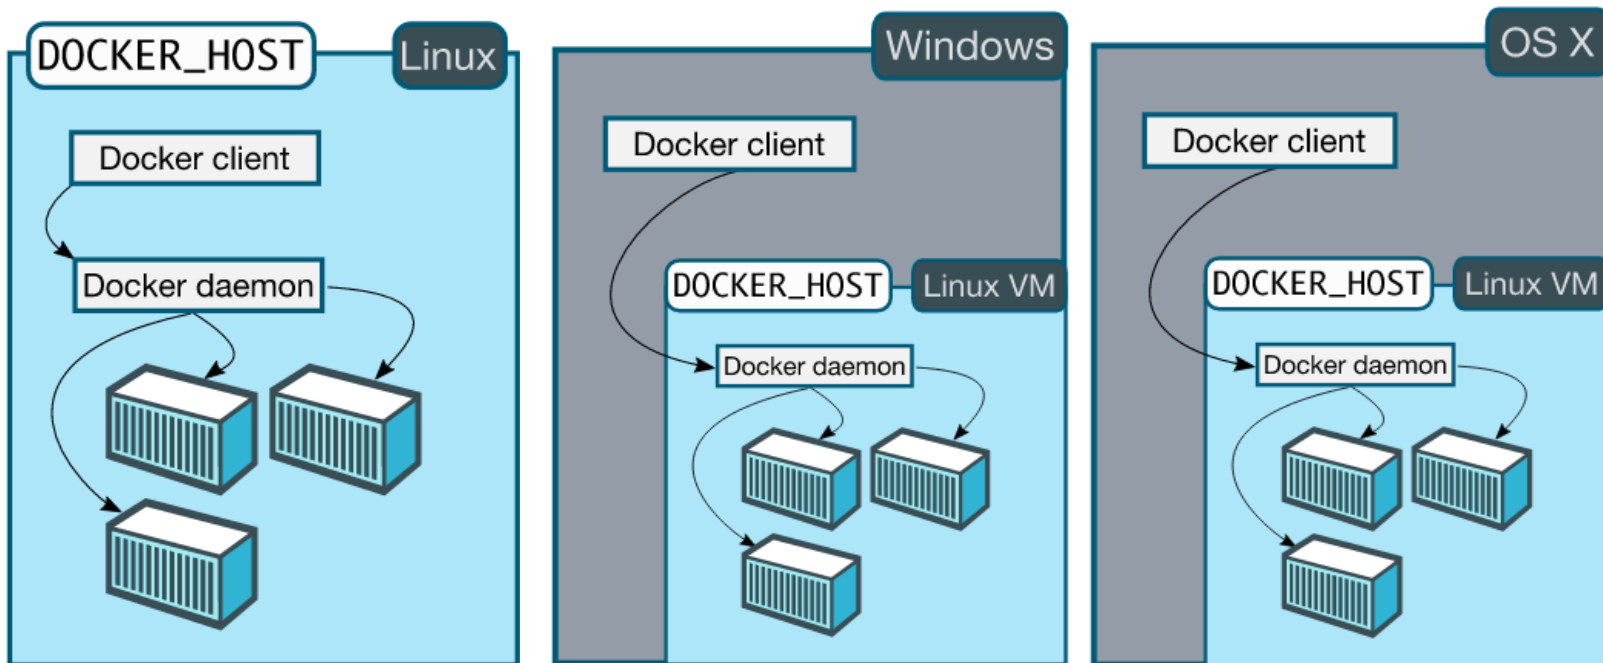 DOCKER_HOST
Linux
Docker client
Docker daemon
Windows
Docker client
DOCKER_HOST
Linux VM
Docker daemon
OS X
Docker client
DOCKER_HOST
Linux VM
Docker daemon